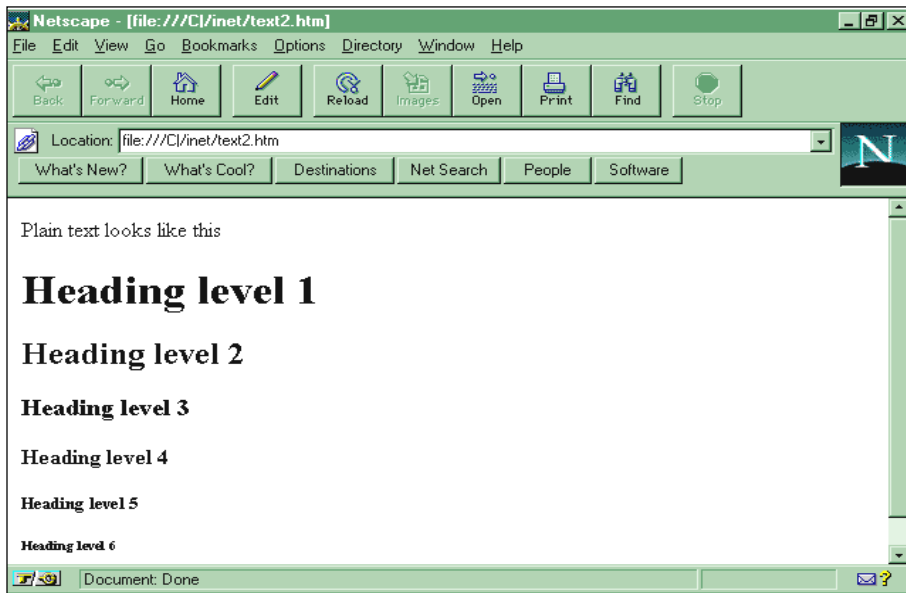 Netscape - [file:///C|/inet/text2.htm]
File Edit View Go Bookmarks Options Directory Window Help
Back Forward Home Edit Reload Images Open Print Find Stop
Location: file:///C|/inet/text2.htm
N
What's New? What's Cool? Destinations Net Search People Software
Plain text looks like this
Heading level 1
Heading level 2
Heading level 3
Heading level 4
Heading level 5
Heading level 6
Document: Done